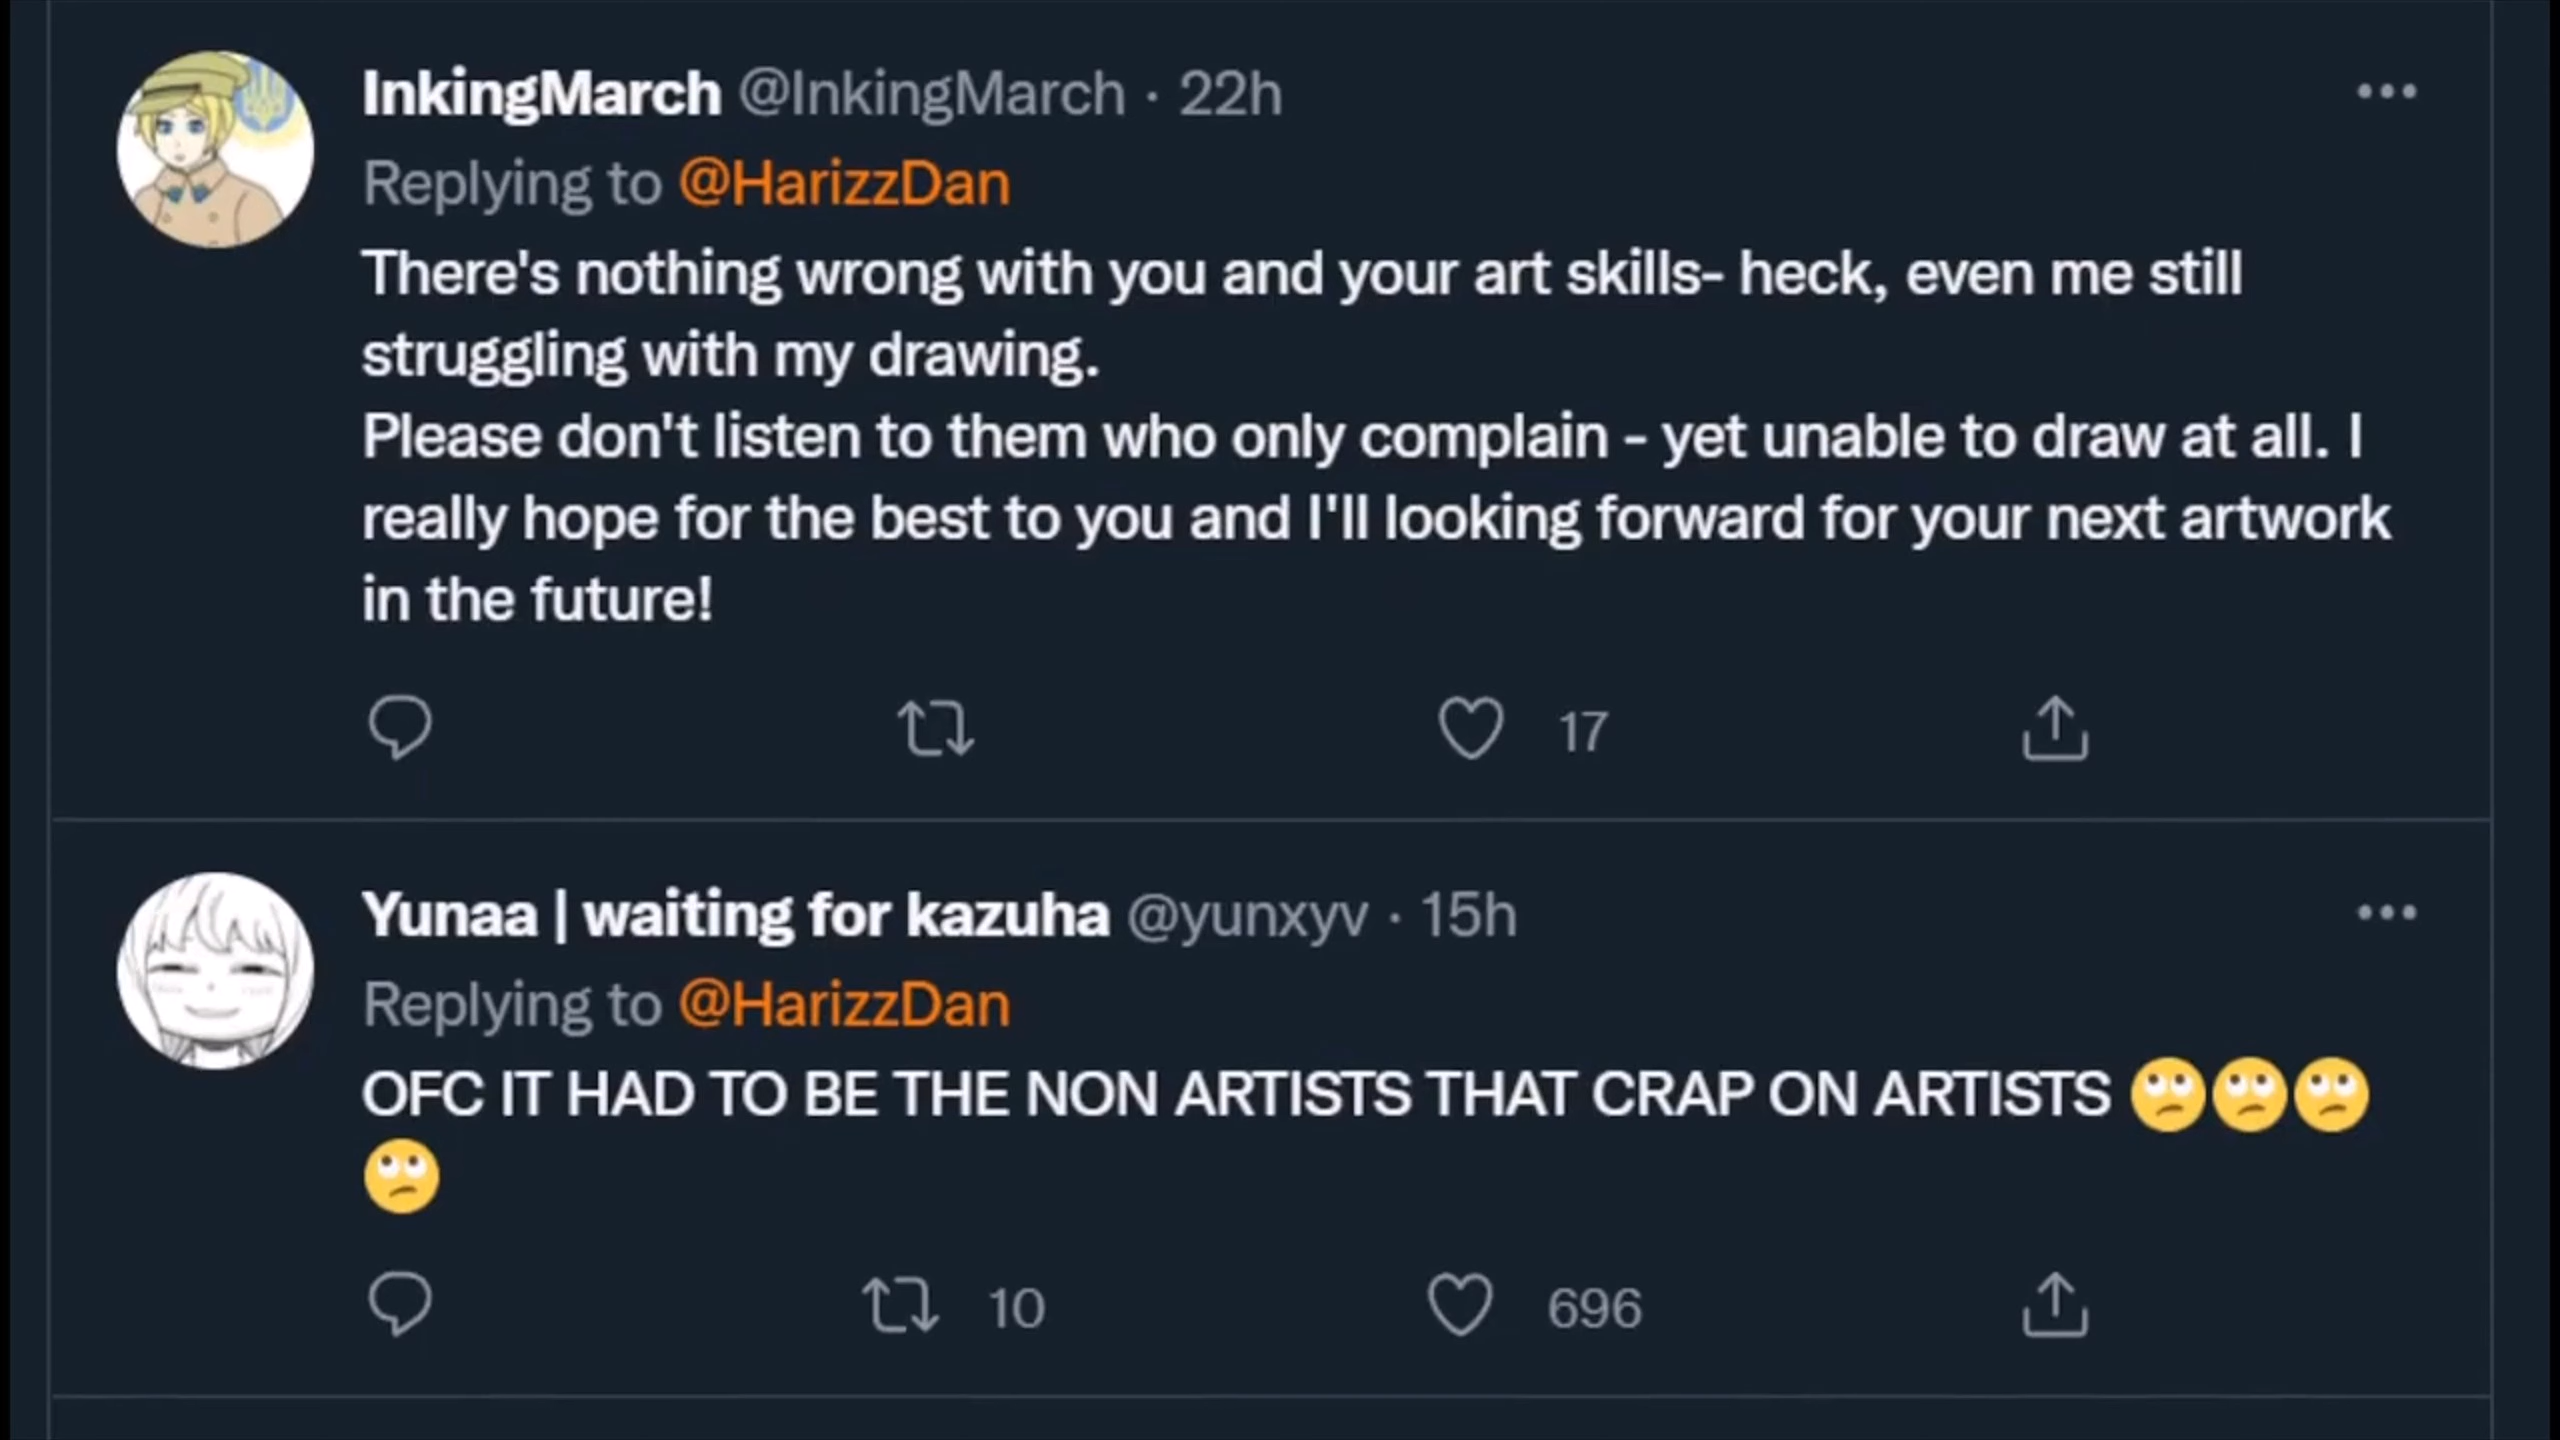 InkingMarch @InkingMarch · 22h
Replying to @HarizzDan
There's nothing wrong with you and your art skills- heck, even me still
struggling with my drawing.
Please don't listen to them who only complain - yet unable to draw at all. I
really hope for the best to you and I'll looking forward for your next artwork
in the future!
17
Yunaa | waiting for kazuha @yunxyv · 15h
Replying to @HarizzDan
OFC IT HAD TO BE THE NON ARTISTS THAT CRAP ON ARTISTS 🙄🙄🙄
🙄
10 696